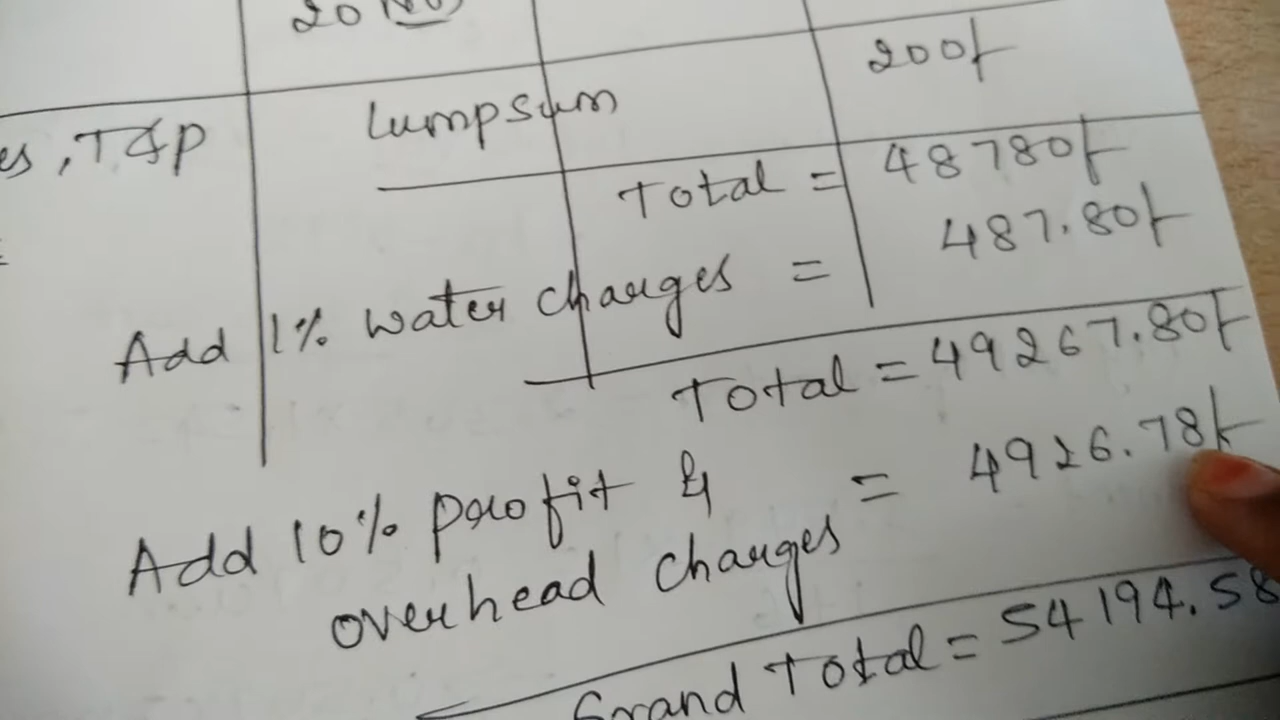 20
200/-
es, T&P Lumpsum
Total = 48780/-
Add 1% water charges = 487.80/-
Total = 49267.80/-
Add 10% profit & = 4926.78/-
overhead charges
Grand Total = 54194.58